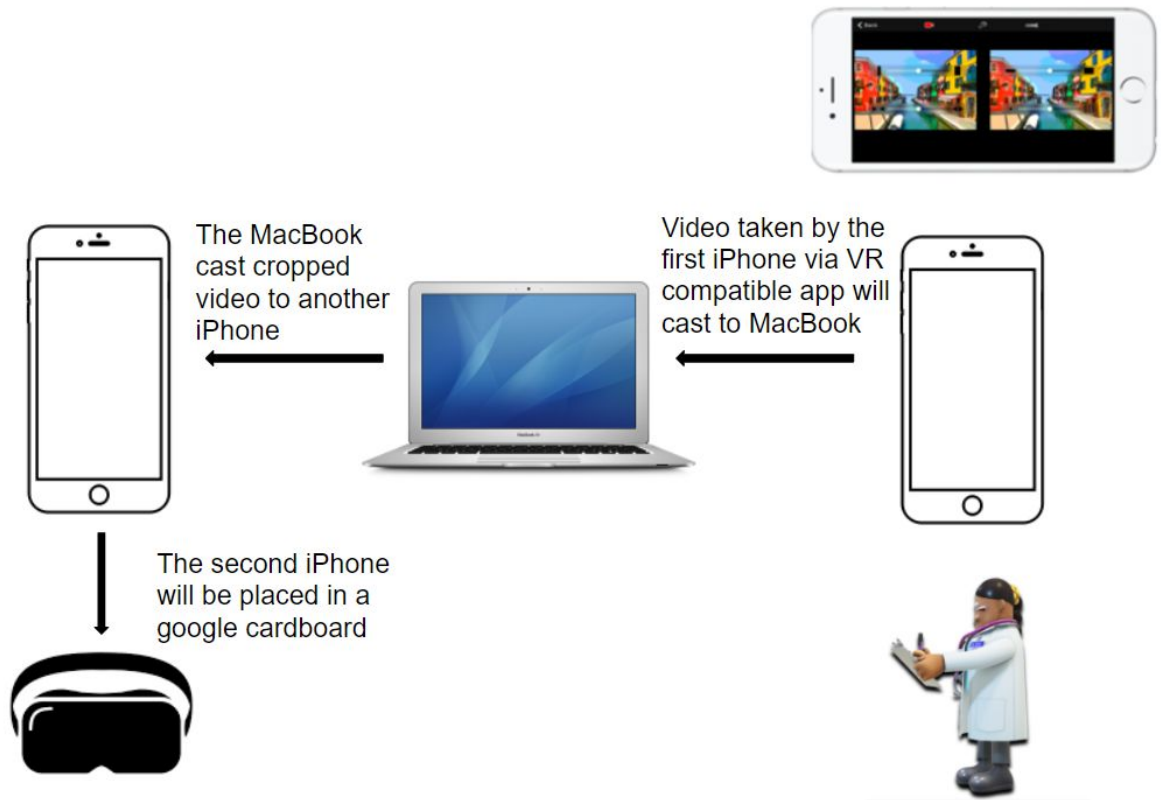 Back
The MacBook
cast cropped
video to another
iPhone
Video taken by the
first iPhone via VR
compatible app will
cast to MacBook
The second iPhone
will be placed in a
google cardboard